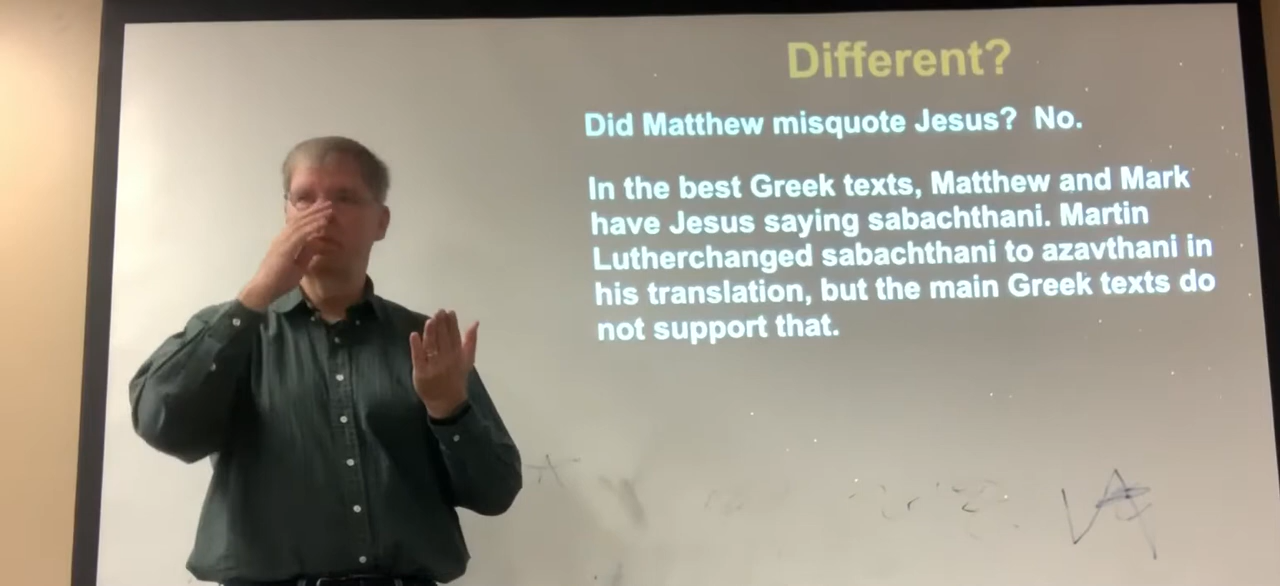 Different?
Did Matthew misquote Jesus? No.
In the best Greek texts, Matthew and Mark
have Jesus saying sabachthani. Martin
Lutherchanged sabachthani to azavthani in
his translation, but the main Greek texts do
not support that.